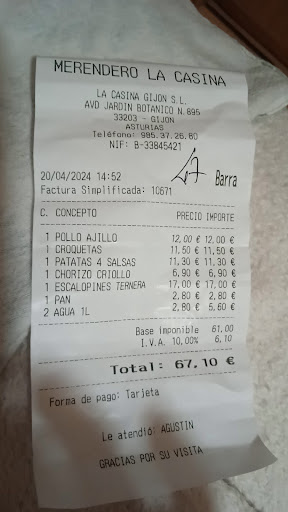 MERENDERO LA CASINA
LA CASINA GIJON S.L.
AVD JARDIN BOTANICO N.895
33203 - GIJON
ASTURIAS
Teléfono: 985.37.26.80
NIF: B-33845421
20/04/2024 14:52
Barra
Factura Simplificada: 10671
C. CONCEPTO PRECIO IMPORTE
1 POLLO AJILLO 12,00 € 12,00 €
1 CROQUETAS 11,50 € 11,50 €
1 PATATAS 4 SALSAS 11,30 € 11,30 €
1 CHORIZO CRIOLLO 6,90 € 6,90 €
1 ESCALOPINES TERNERA 17,00 € 17,00 €
1 PAN 2,80 € 2,80 €
2 AGUA 1L 2,80 € 5,60 €
Base imponible 61,00
I.V.A. 10,00% 6,10
Total: 67,10 €
Forma de pago: Tarjeta
Le atendió: AGUSTIN
GRACIAS POR SU VISITA